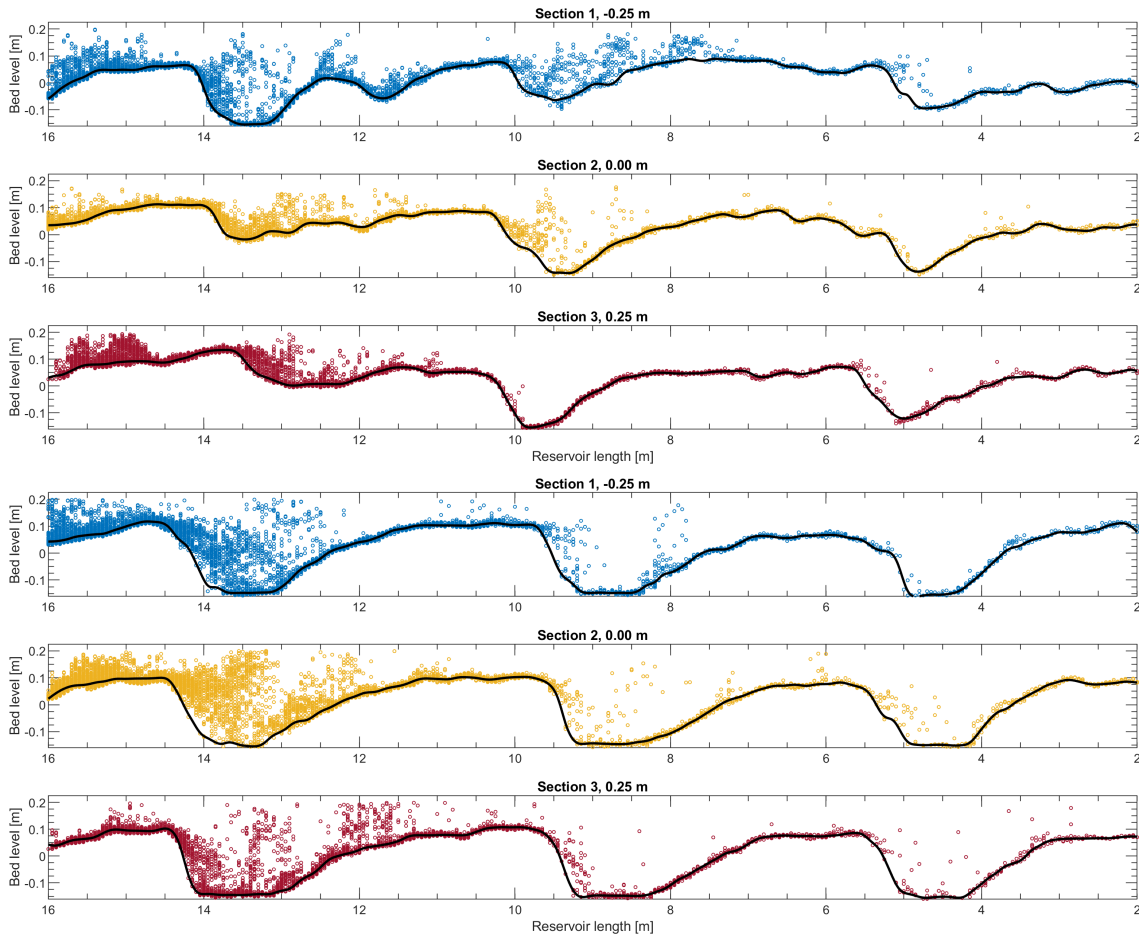 Section 1, -0.25 m
Bed level [m]
0.2
0.1
0
-0.1
16 14 12 10 8 6 4 2
Section 2, 0.00 m
Bed level [m]
0.2
0.1
0
-0.1
16 14 12 10 8 6 4 2
Section 3, 0.25 m
Bed level [m]
0.2
0.1
0
-0.1
16 14 12 10 8 6 4 2
Reservoir length [m]
Section 1, -0.25 m
Bed level [m]
0.2
0.1
0
-0.1
16 14 12 10 8 6 4 2
Section 2, 0.00 m
Bed level [m]
0.2
0.1
0
-0.1
16 14 12 10 8 6 4 2
Section 3, 0.25 m
Bed level [m]
0.2
0.1
0
-0.1
16 14 12 10 8 6 4 2
Reservoir length [m]